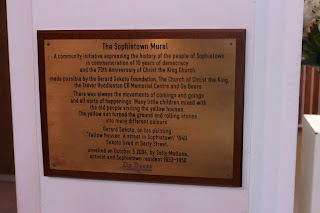 The Sophiatown Mural
A community initiative expressing the history of the people of Sophiatown
in commemoration of 10 years of democracy
and the 70th Anniversary of Christ the King Church
made possible by the Gerard Sekoto Foundation, The Church of Christ the King,
the Trevor Huddleston CR Memorial Centre and De Beers
There was always the movements of comings and goings
and all sorts of happenings. Many little children mixed with
the old people visiting the yellow houses.
The yellow sun turned the ground and rolling stones
into many different colours
Gerard Sekoto, on his painting
"Yellow houses: A street in Sophiatown" 1940
Sekoto lived in Gerty Street.
unveiled on October 5 2004, by Sally Motlana,
activist and Sophiatown resident 1933-1958
De Beers